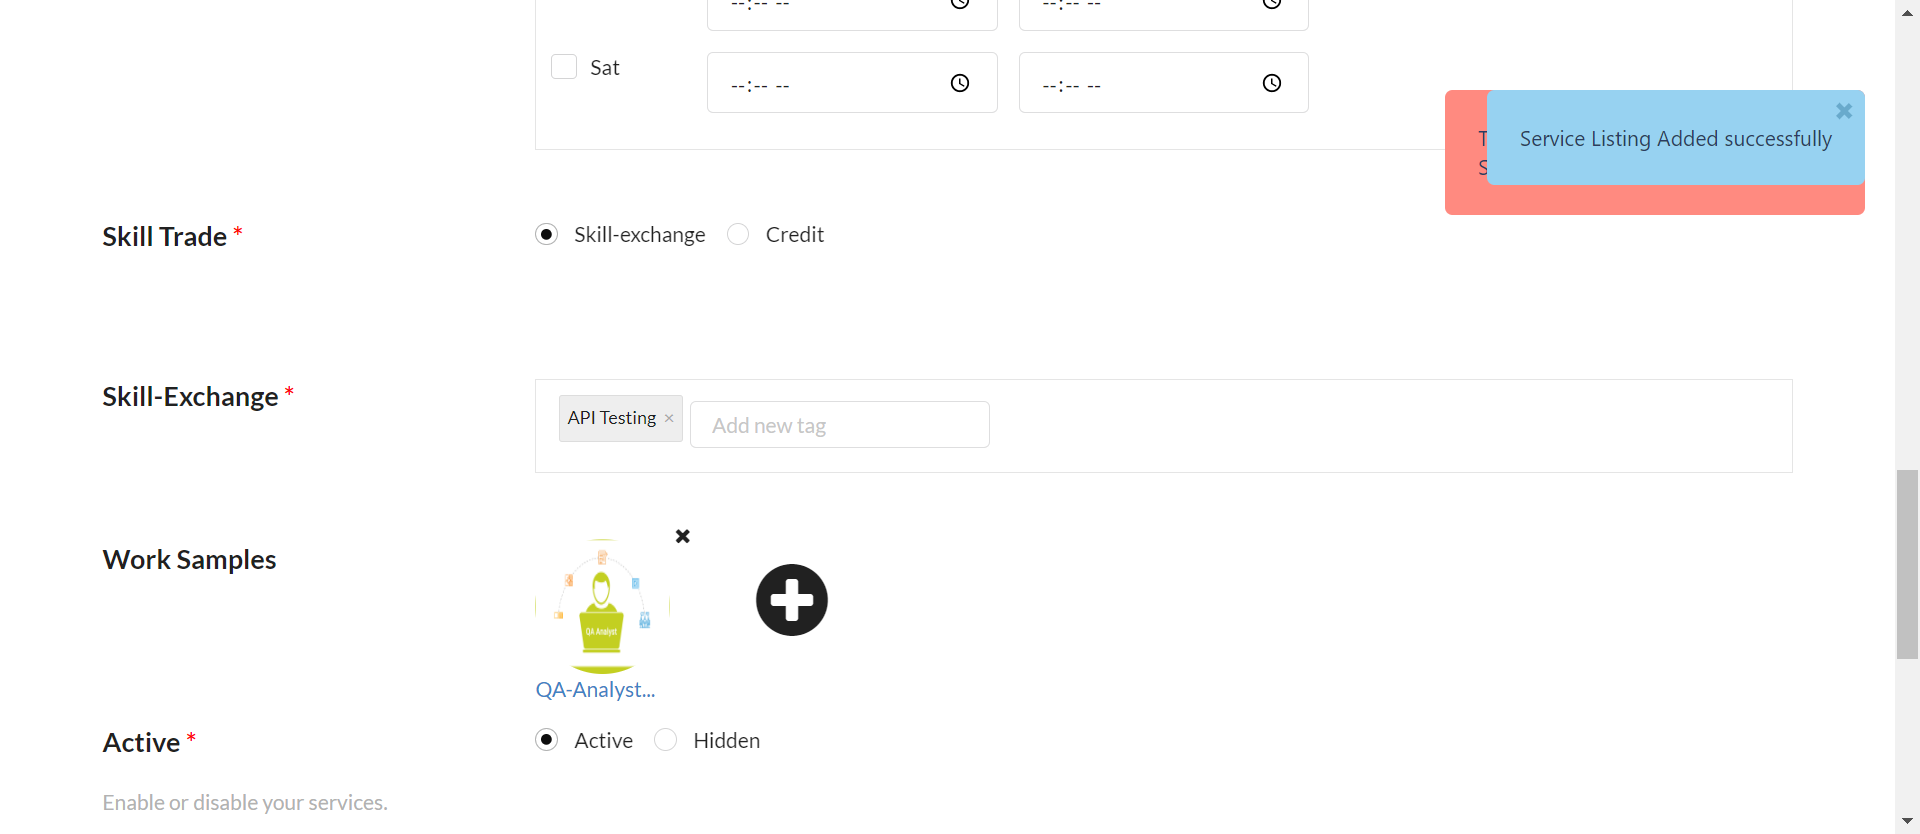 --:-- -- --:-- --
Sat --:-- -- --:-- --
Service Listing Added successfully
Skill Trade * Skill-exchange Credit
Skill-Exchange * API Testing × Add new tag
Work Samples
QA Analyst
QA-Analyst...
Active * Active Hidden
Enable or disable your services.